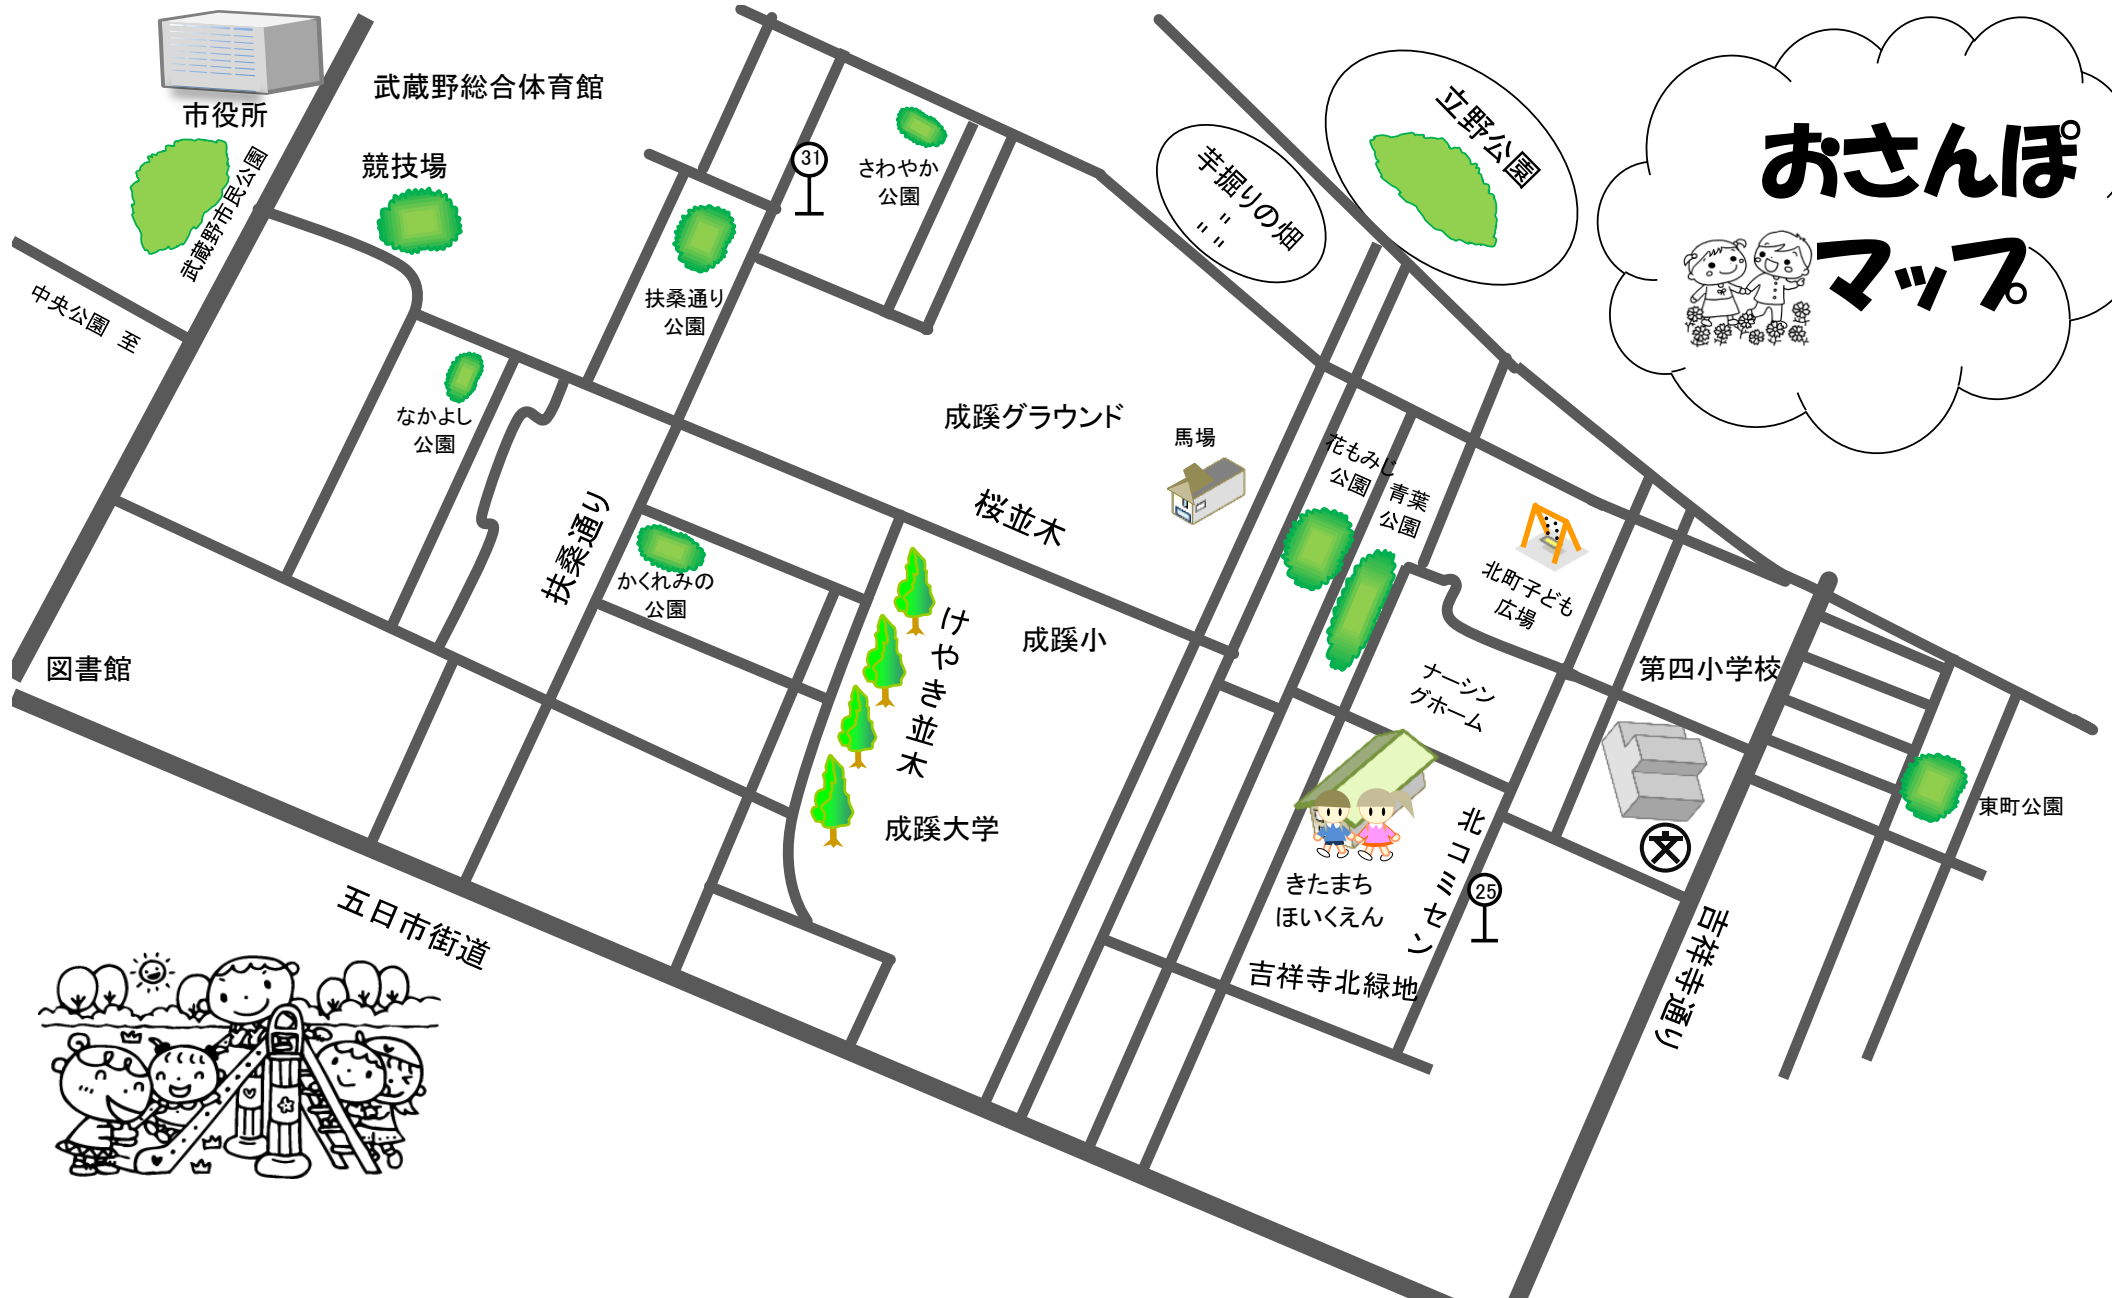 おさんぽ
マップ
市役所
武蔵野総合体育館
競技場
武蔵野市民公園
中央公園 至
31
さわやか
公園
芋掘りの畑
〃
〃〃
立野公園
扶桑通り
公園
なかよし
公園
成蹊グラウンド
馬場
花もみじ
公園
青葉
公園
桜並木
扶桑通り
かくれみの
公園
けやき並木
成蹊小
北町子ども
広場
第四小学校
ナーシン
グホーム
図書館
成蹊大学
文
東町公園
きたまち
ほいくえん
北コミセン
25
五日市街道
吉祥寺北緑地
吉祥寺通り